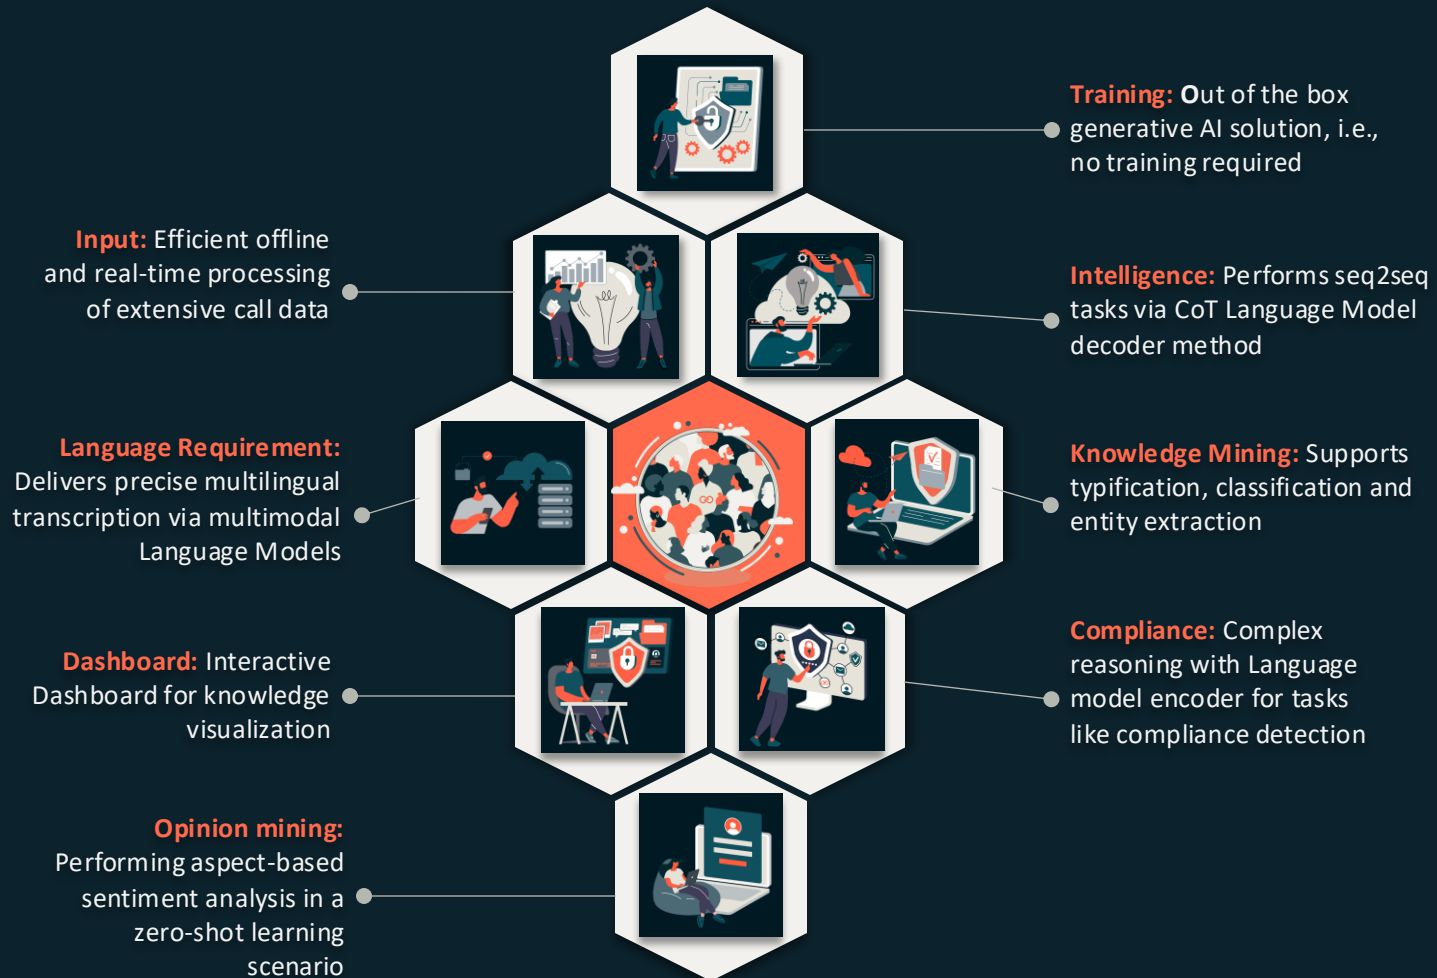 Training: Out of the box
generative AI solution, i.e.,
no training required
Input: Efficient offline
and real-time processing
of extensive call data
Intelligence: Performs seq2seq
tasks via CoT Language Model
decoder method
Language Requirement:
Delivers precise multilingual
transcription via multimodal
Language Models
Knowledge Mining: Supports
typification, classification and
entity extraction
Dashboard: Interactive
Dashboard for knowledge
visualization
Compliance: Complex
reasoning with Language
model encoder for tasks
like compliance detection
Opinion mining:
Performing aspect-based
sentiment analysis in a
zero-shot learning
scenario